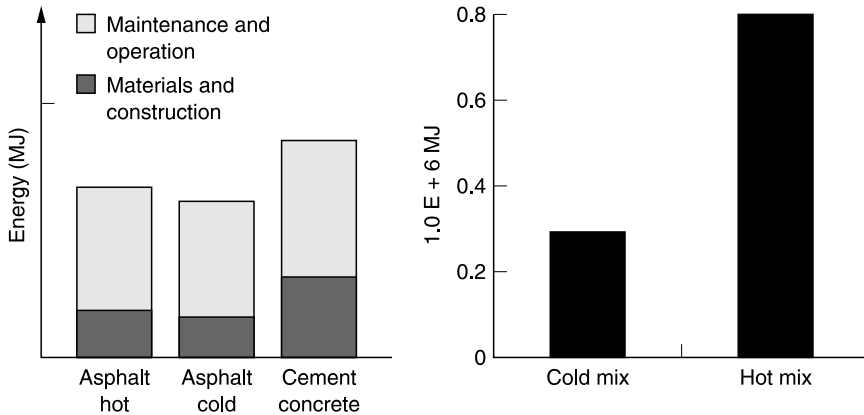 Maintenance and
operation
Materials and
construction
Energy (MJ)
Asphalt
hot
Asphalt
cold
Cement
concrete
1.0 E + 6 MJ
0.8
0.6
0.4
0.2
0
Cold mix
Hot mix